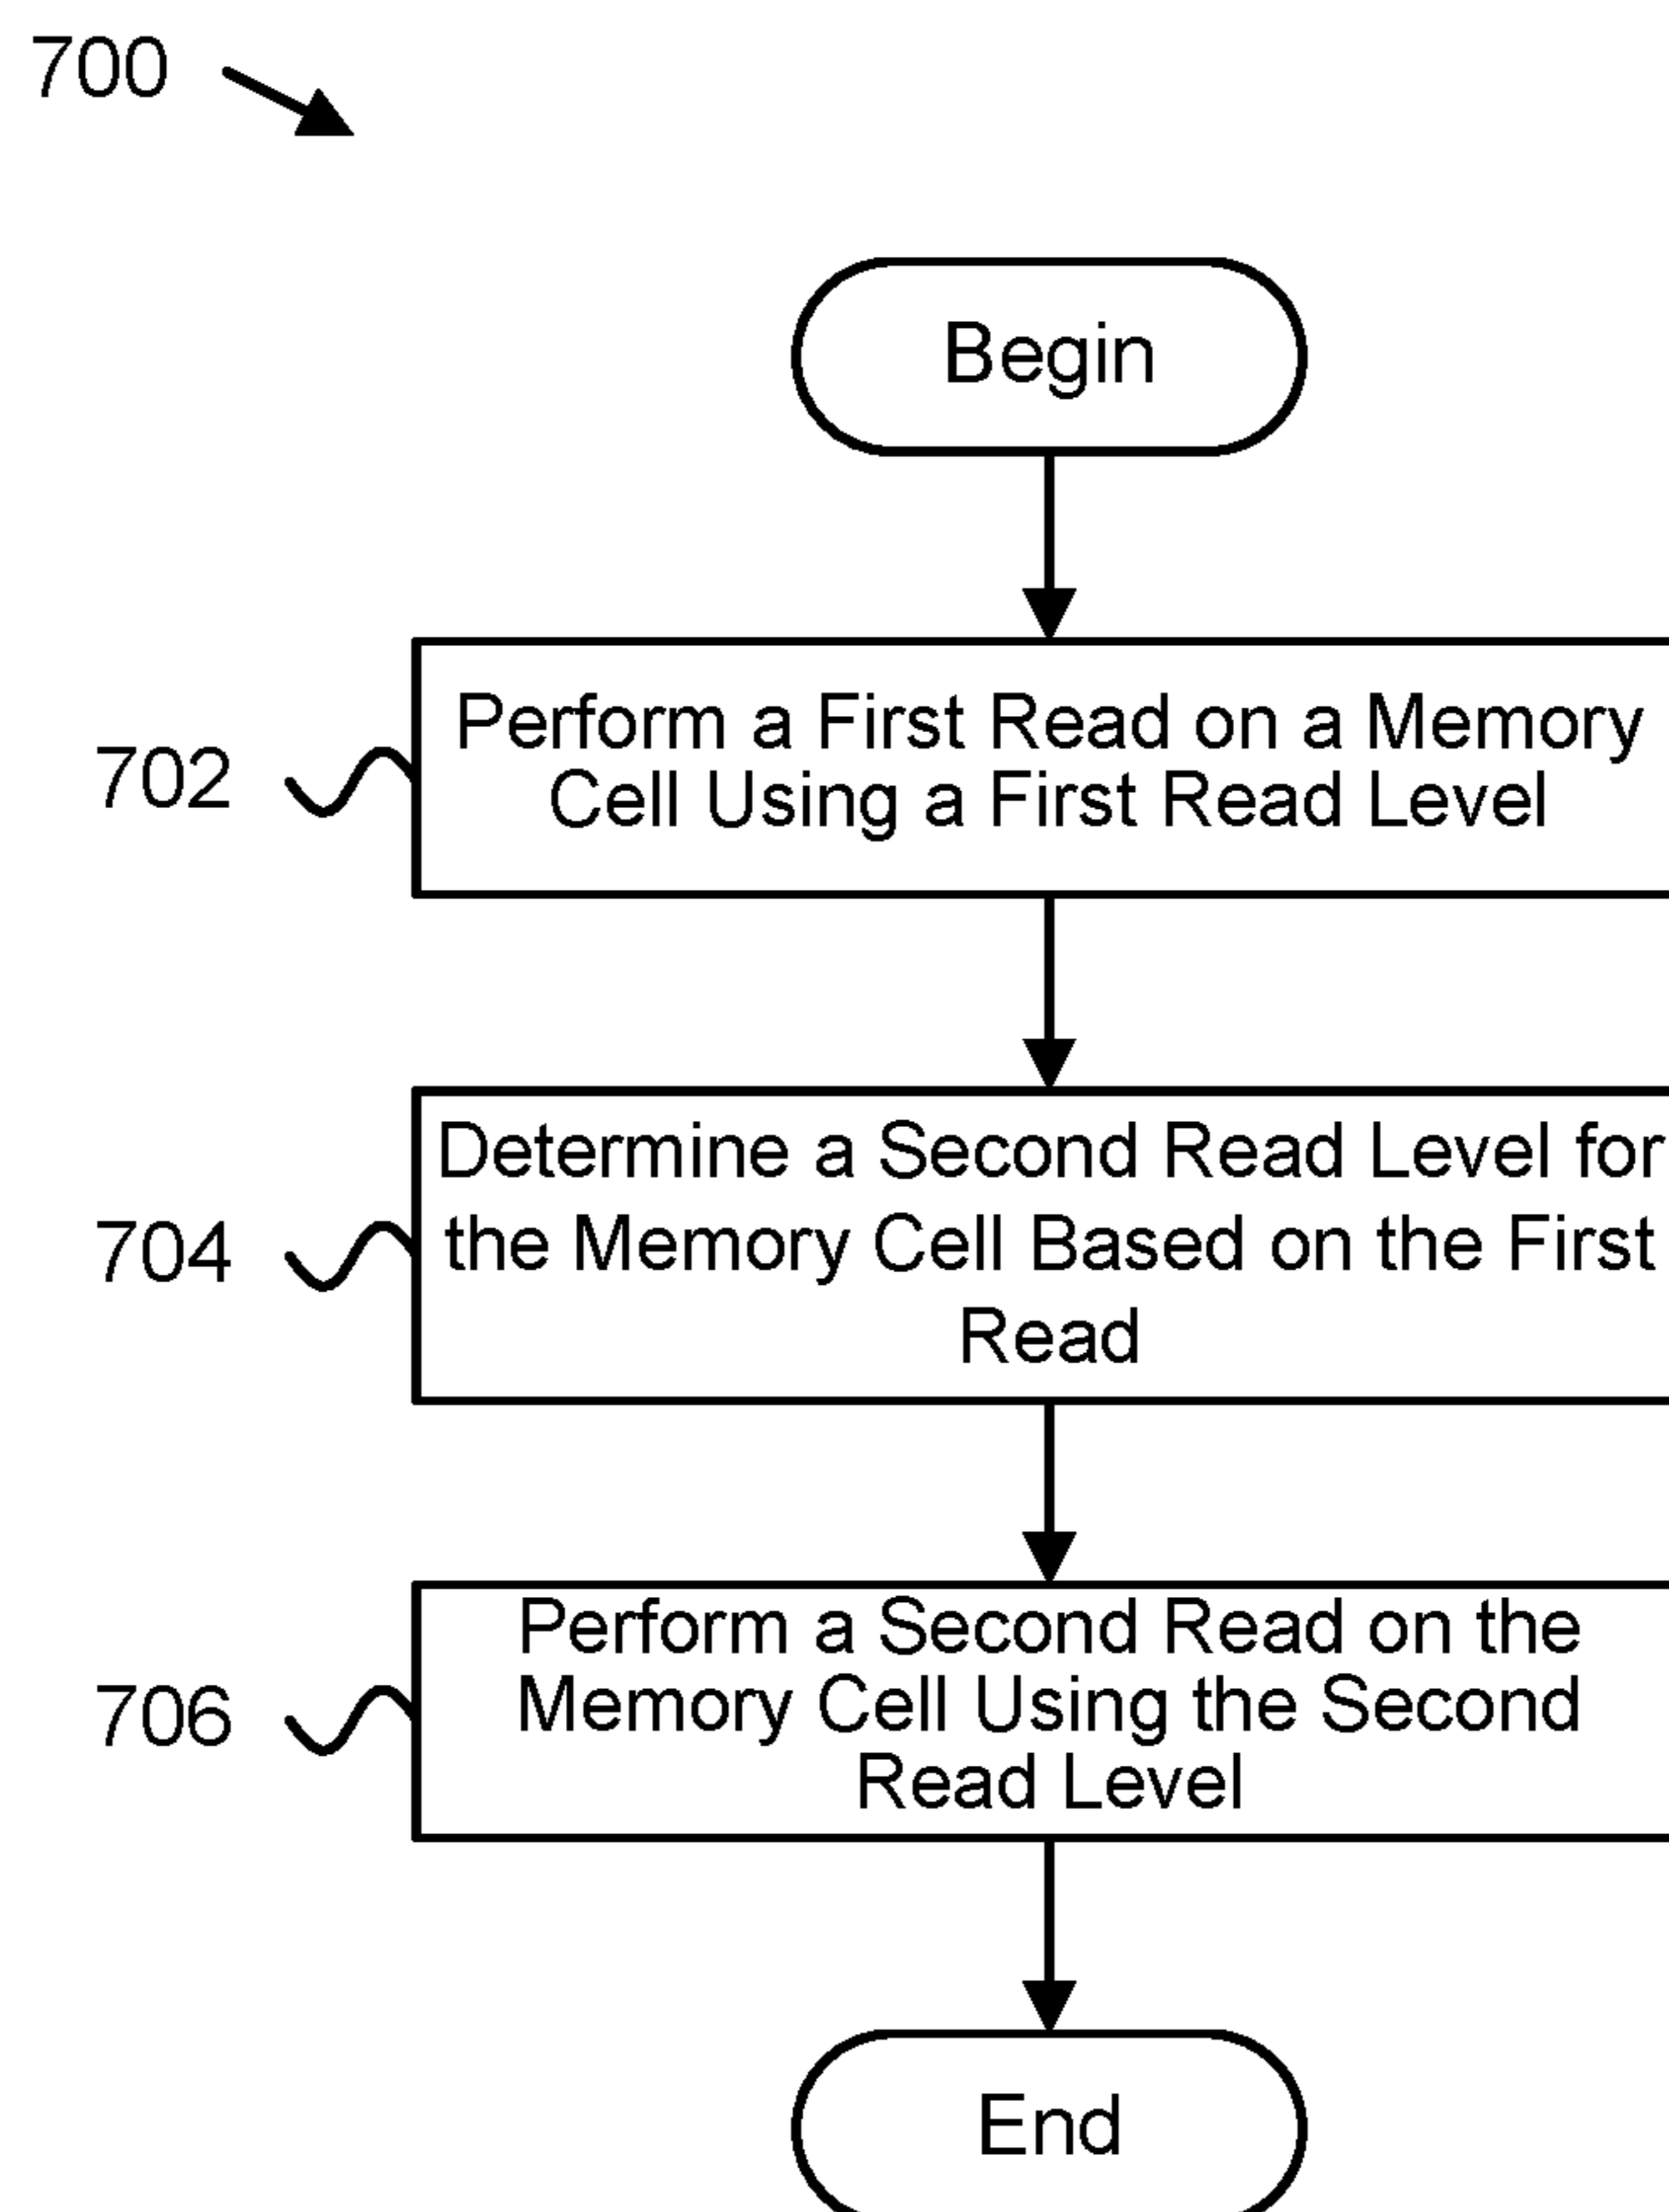 700
Begin
702
Perform a First Read on a Memory
Cell Using a First Read Level
704
Determine a Second Read Level for
the Memory Cell Based on the First
Read
706
Perform a Second Read on the
Memory Cell Using the Second
Read Level
End